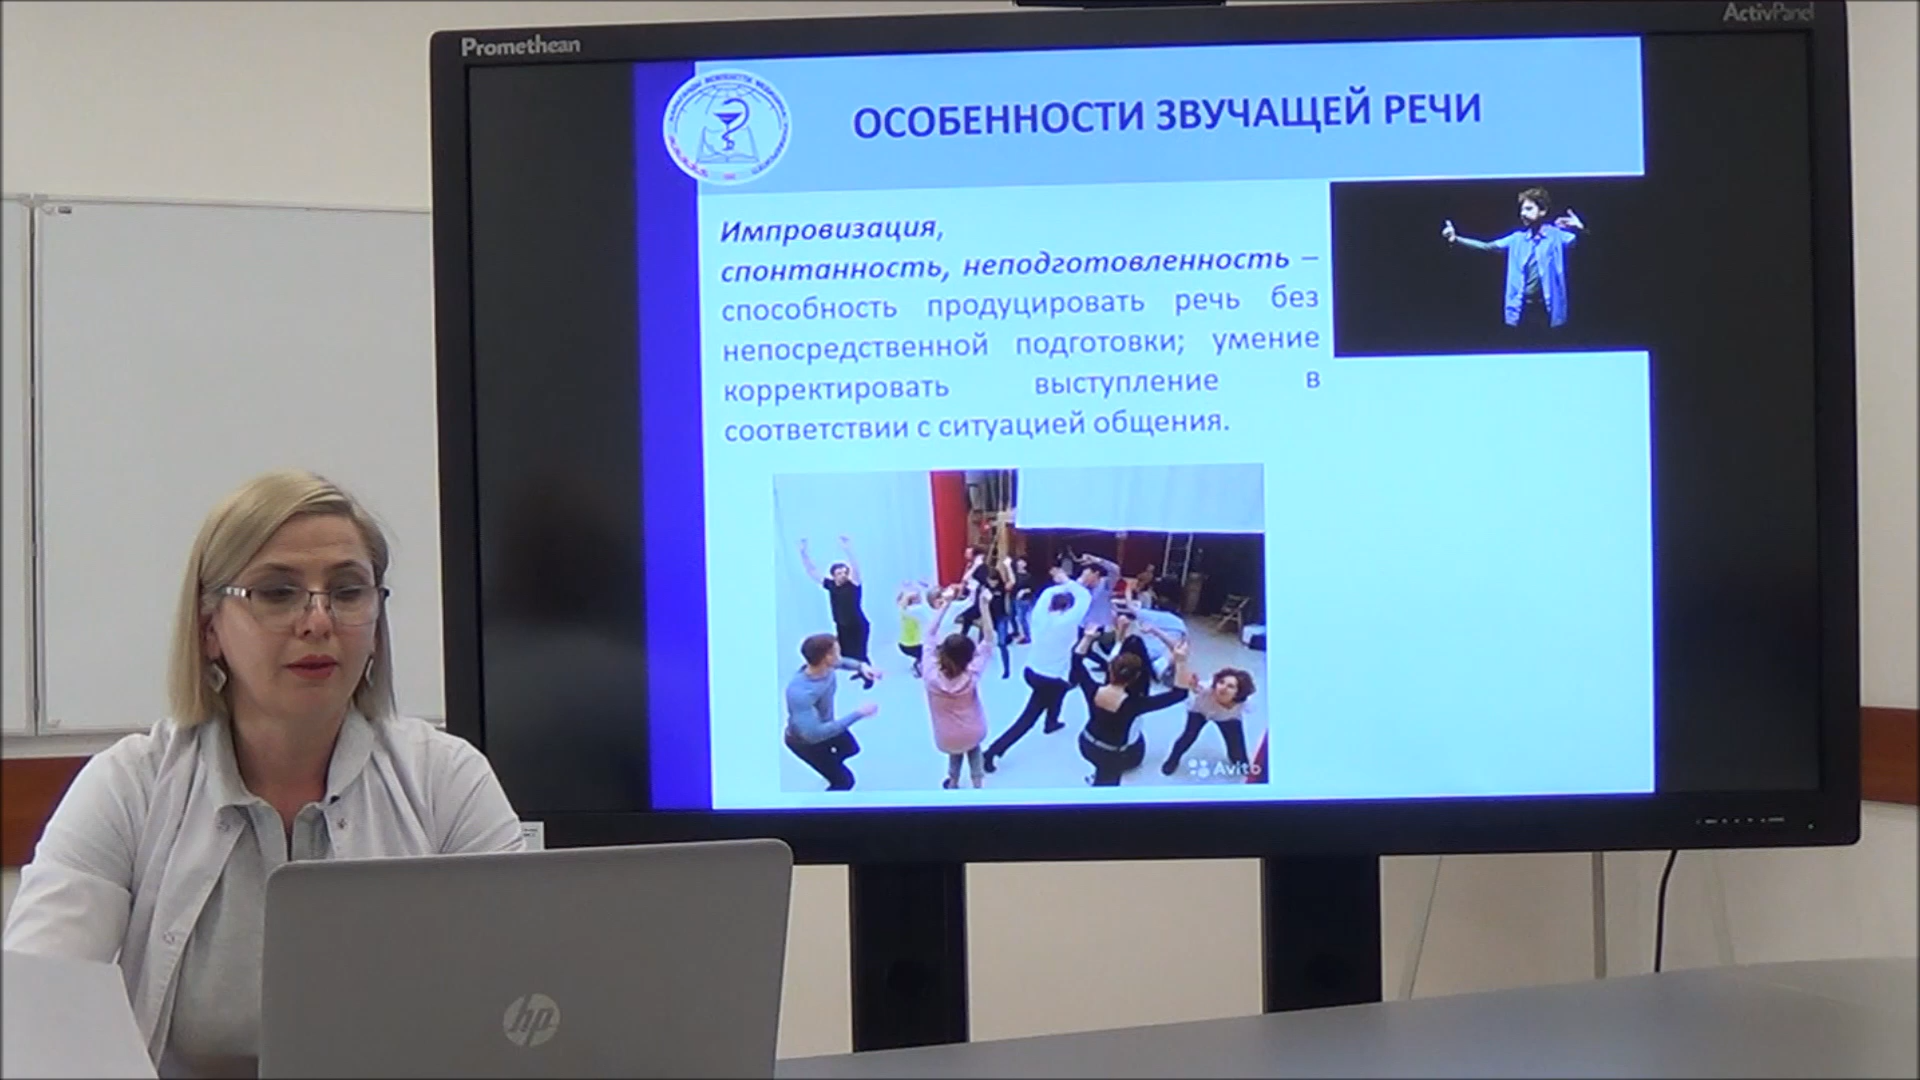 Promethean
ActivPanel
ОСОБЕННОСТИ ЗВУЧАЩЕЙ РЕЧИ
Импровизация,
спонтанность, неподготовленность –
способность продуцировать речь без
непосредственной подготовки; умение
корректировать выступление в
соответствии с ситуацией общения.
Avito
hp